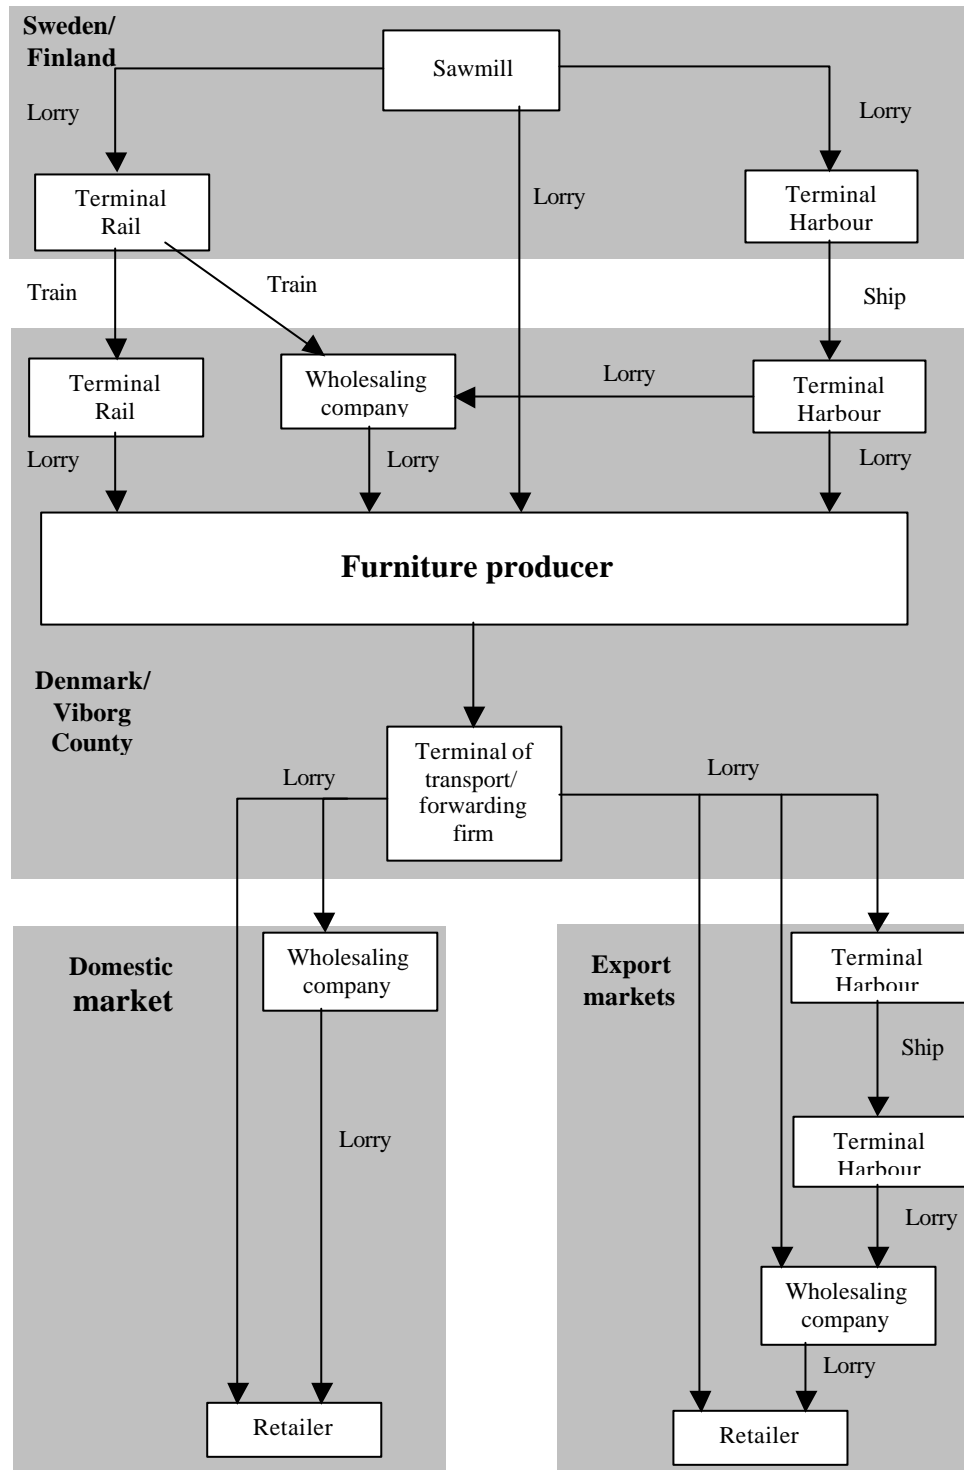 Sweden/
Finland
Sawmill
Lorry
Lorry
Terminal
Rail
Lorry
Terminal
Harbour
Train
Train
Ship
Terminal
Rail
Wholesaling
company
Lorry
Terminal
Harbour
Lorry
Lorry
Lorry
Furniture producer
Denmark/
Viborg
County
Terminal of
transport/
forwarding
firm
Lorry
Lorry
Domestic
market
Wholesaling
company
Export
markets
Terminal
Harbour
Ship
Lorry
Terminal
Harbour
Lorry
Wholesaling
company
Lorry
Retailer
Retailer